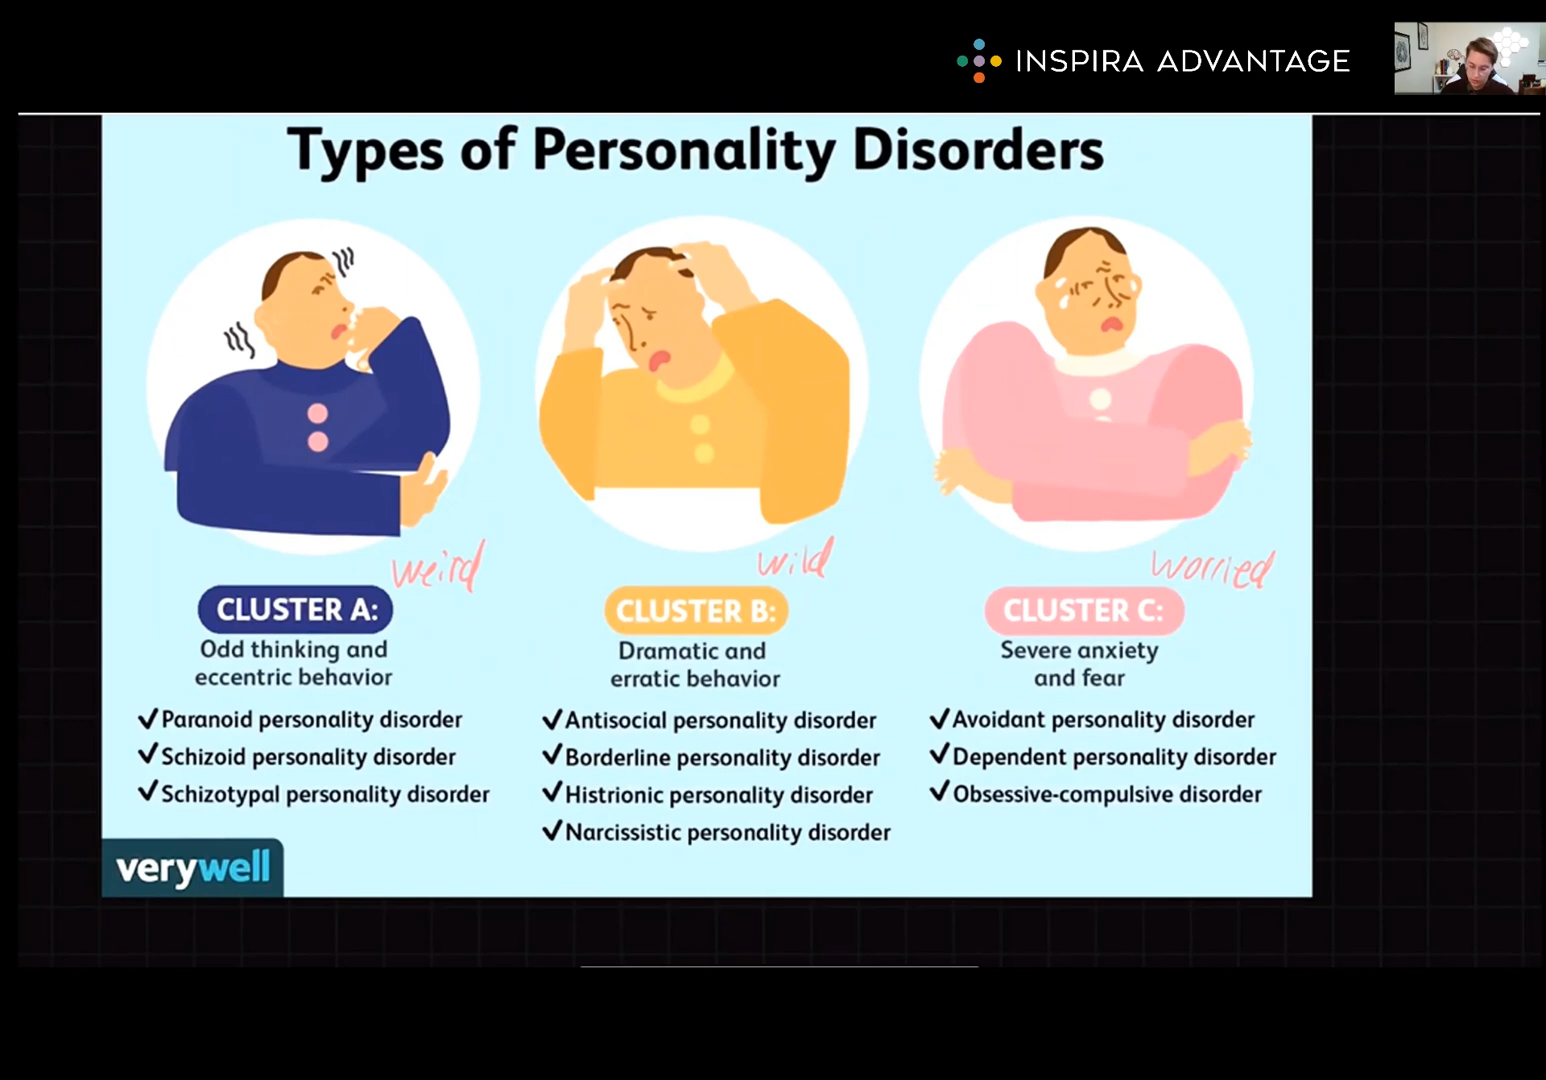 INSPIRA ADVANTAGE
Types of Personality Disorders
weird
CLUSTER A:
Odd thinking and
eccentric behavior
✓Paranoid personality disorder
✓Schizoid personality disorder
✓Schizotypal personality disorder
wild
CLUSTER B:
Dramatic and
erratic behavior
✓Antisocial personality disorder
✓Borderline personality disorder
✓Histrionic personality disorder
✓Narcissistic personality disorder
worried
CLUSTER C:
Severe anxiety
and fear
✓Avoidant personality disorder
✓Dependent personality disorder
✓Obsessive-compulsive disorder
verywell